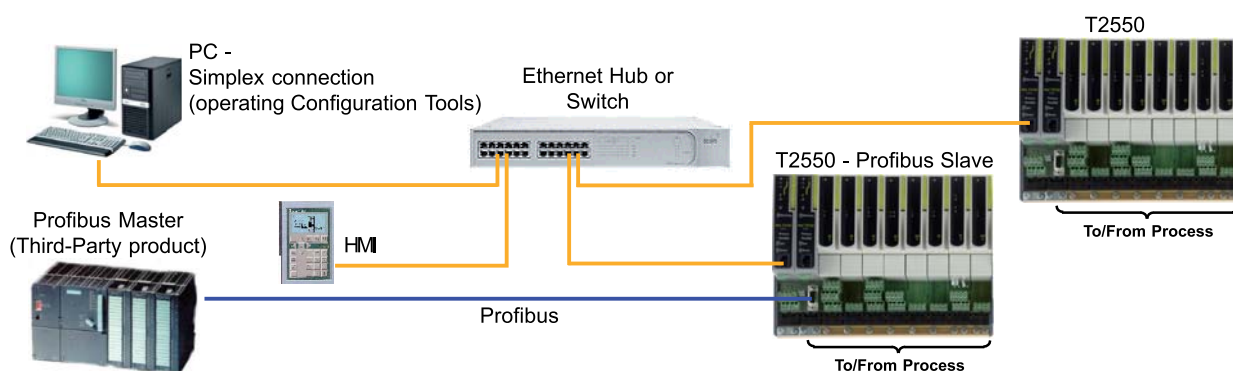 PC -
Simplex connection
(operating Configuration Tools)
Ethernet Hub or
Switch
T2550
To/From Process
T2550 - Profibus Slave
To/From Process
HMI
Profibus Master
(Third-Party product)
Profibus